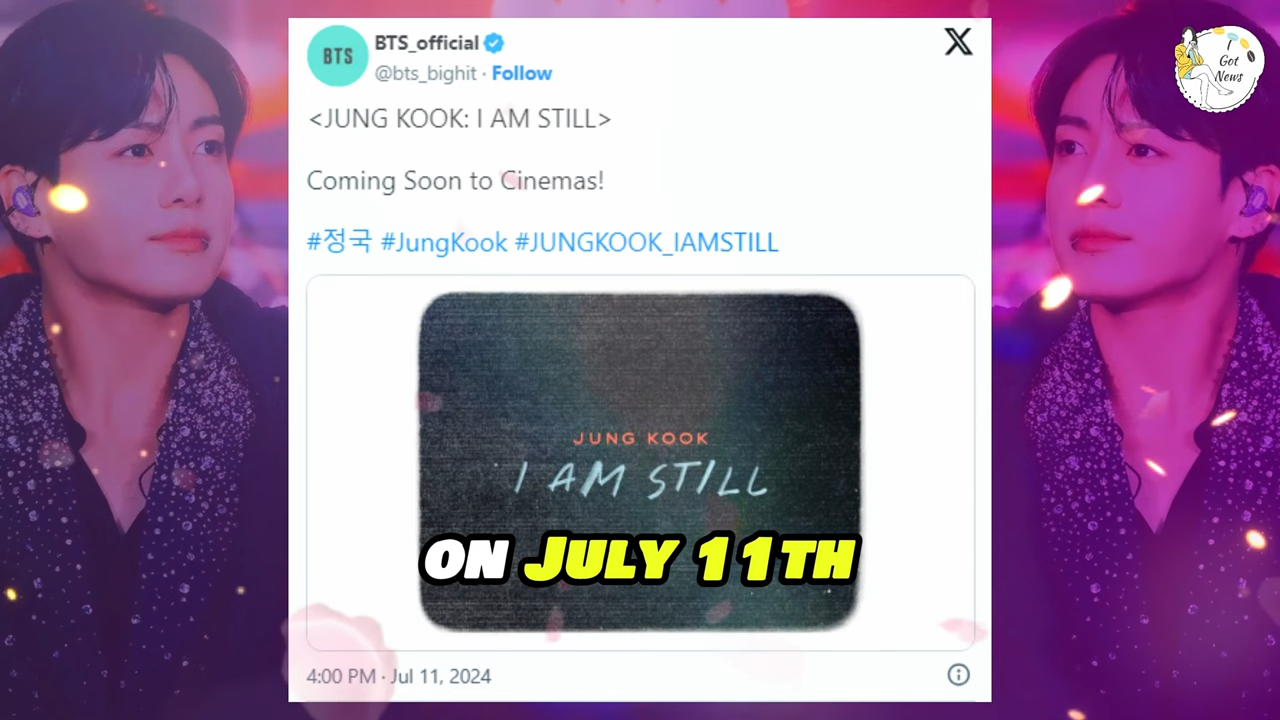 BTS
BTS_official
@bts_bighit · Follow
<JUNG KOOK: I AM STILL>
Coming Soon to Cinemas!
#정국 #JungKook #JUNGKOOK_IAMSTILL
JUNG KOOK
I AM STILL
ON JULY 11TH
4:00 PM · Jul 11, 2024
I
Got
News